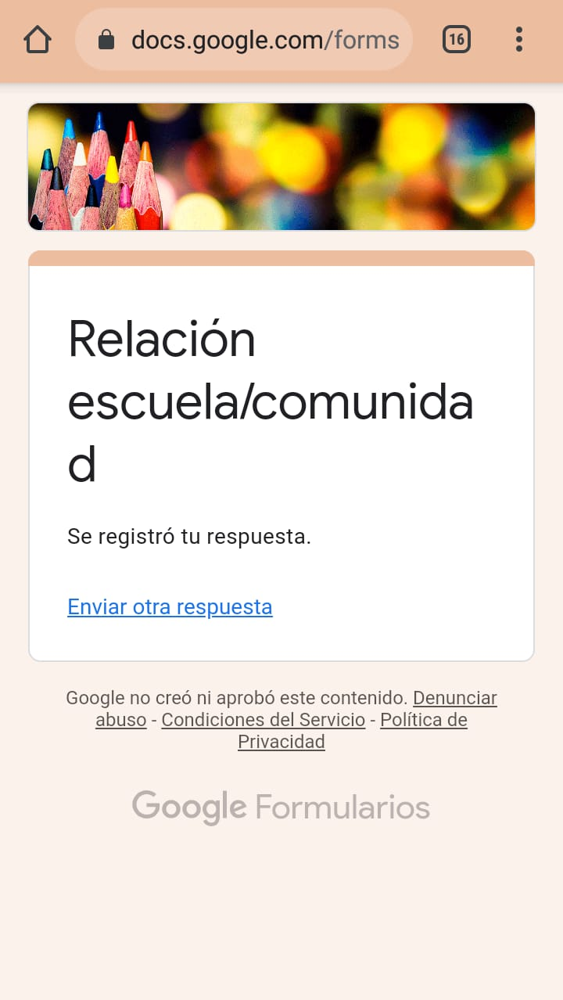 docs.google.com/forms
16
Relación
escuela/comunida
d
Se registró tu respuesta.
Enviar otra respuesta
Google no creó ni aprobó este contenido. Denunciar
abuso - Condiciones del Servicio - Política de
Privacidad
Google Formularios